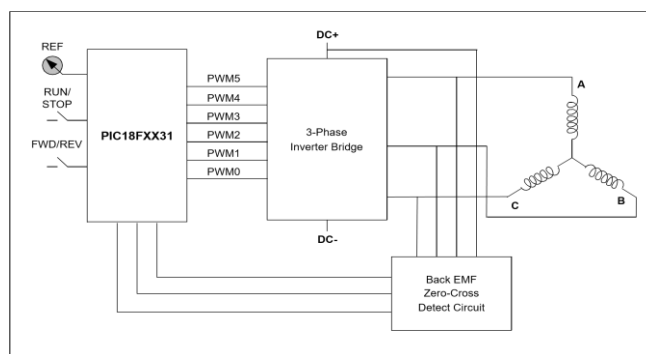 DC+
REF
RUN/
STOP
FWD/REV
PIC18FXX31
PWM5
PWM4
PWM3
PWM2
PWM1
PWM0
3-Phase
Inverter Bridge
DC-
A
C
B
Back EMF
Zero-Cross
Detect Circuit